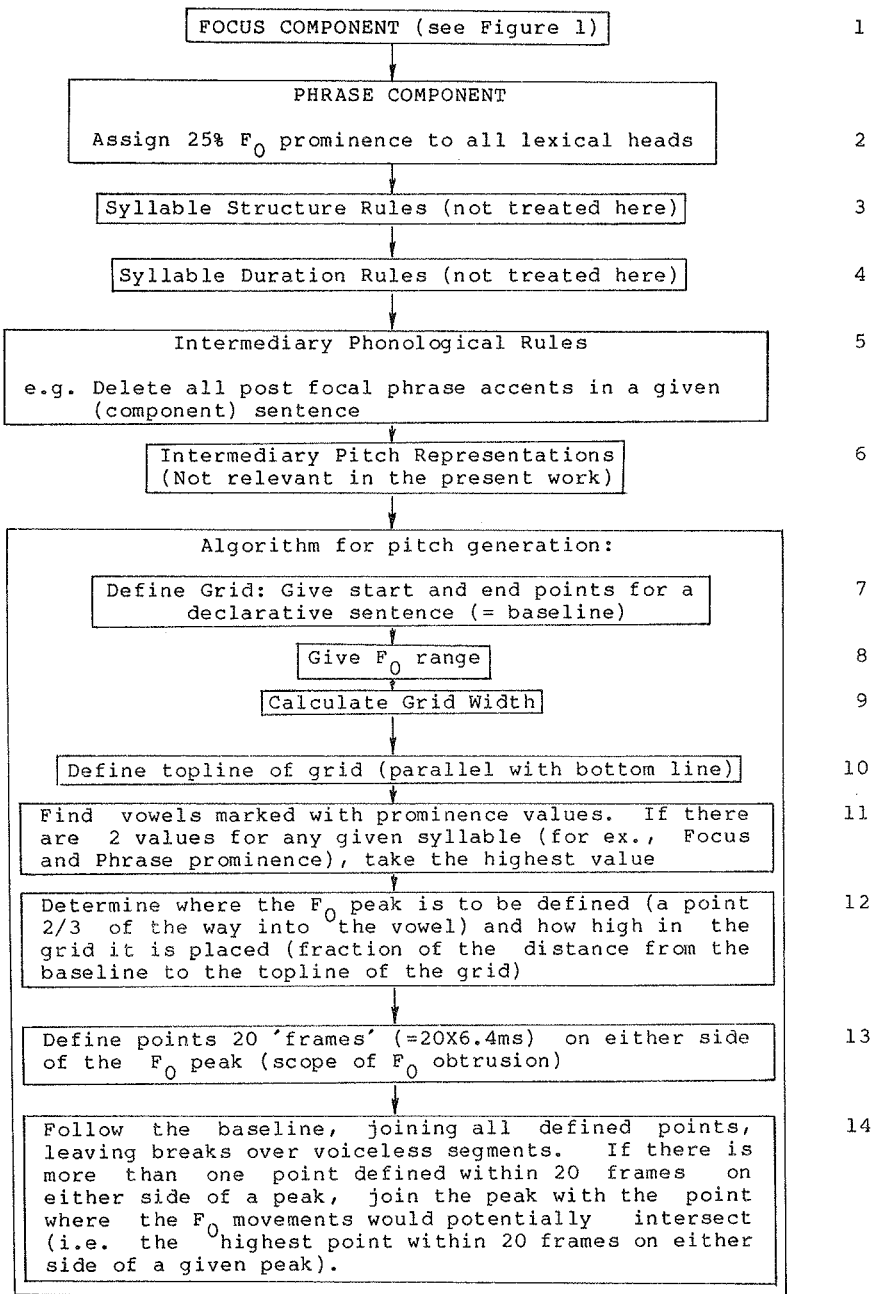 FOCUS COMPONENT (see Figure 1) 1
PHRASE COMPONENT
Assign 25% F0 prominence to all lexical heads 2
Syllable Structure Rules (not treated here) 3
Syllable Duration Rules (not treated here) 4
Intermediary Phonological Rules 5
e.g. Delete all post focal phrase accents in a given
(component) sentence
Intermediary Pitch Representations 6
(Not relevant in the present work)
Algorithm for pitch generation:
Define Grid: Give start and end points for a 7
declarative sentence (= baseline)
Give F0 range 8
Calculate Grid Width 9
Define topline of grid (parallel with bottom line) 10
Find vowels marked with prominence values. If there 11
are 2 values for any given syllable (for ex., Focus
and Phrase prominence), take the highest value
Determine where the F0 peak is to be defined (a point 12
2/3 of the way into the vowel) and how high in the
grid it is placed (fraction of the distance from the
baseline to the topline of the grid)
Define points 20 'frames' (=20X6.4ms) on either side 13
of the F0 peak (scope of F0 obtrusion)
Follow the baseline, joining all defined points, 14
leaving breaks over voiceless segments. If there is
more than one point defined within 20 frames on
either side of a peak, join the peak with the point
where the F0 movements would potentially intersect
(i.e. the highest point within 20 frames on either
side of a given peak).